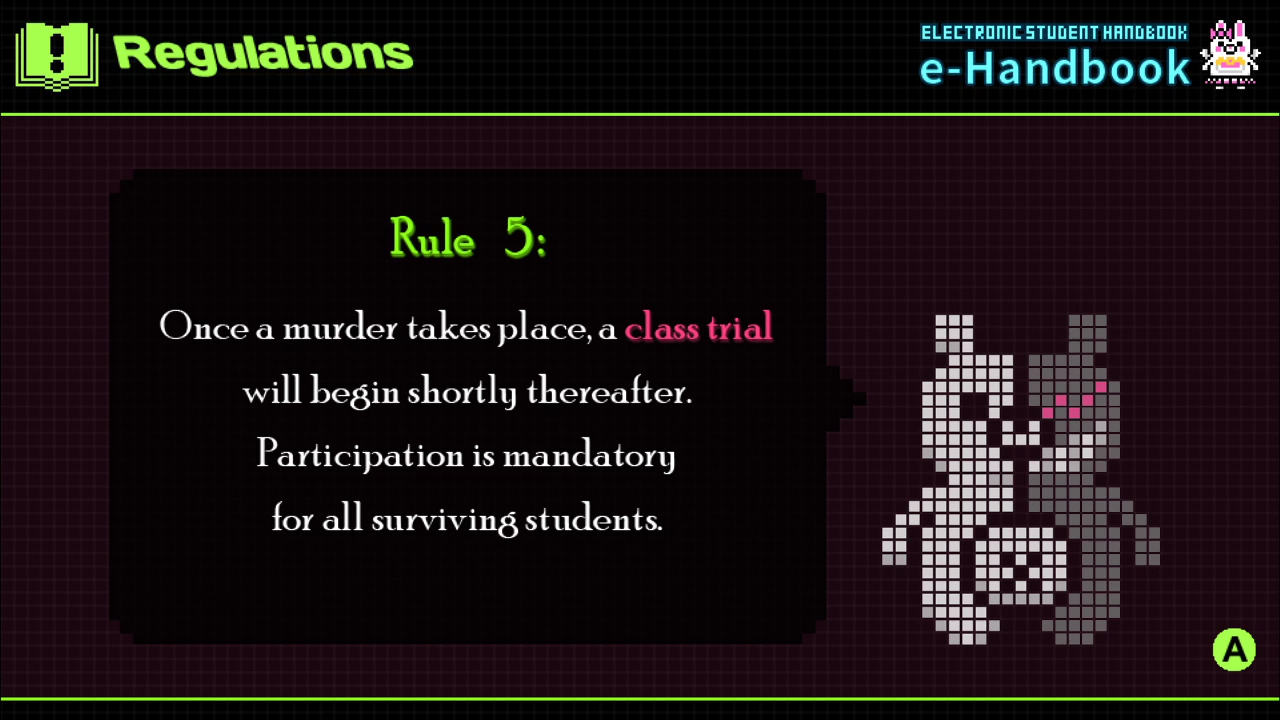 Regulations
ELECTRONIC STUDENT HANDBOOK
e-Handbook
Rule 5:
Once a murder takes place, a class trial
will begin shortly thereafter.
Participation is mandatory
for all surviving students.
A